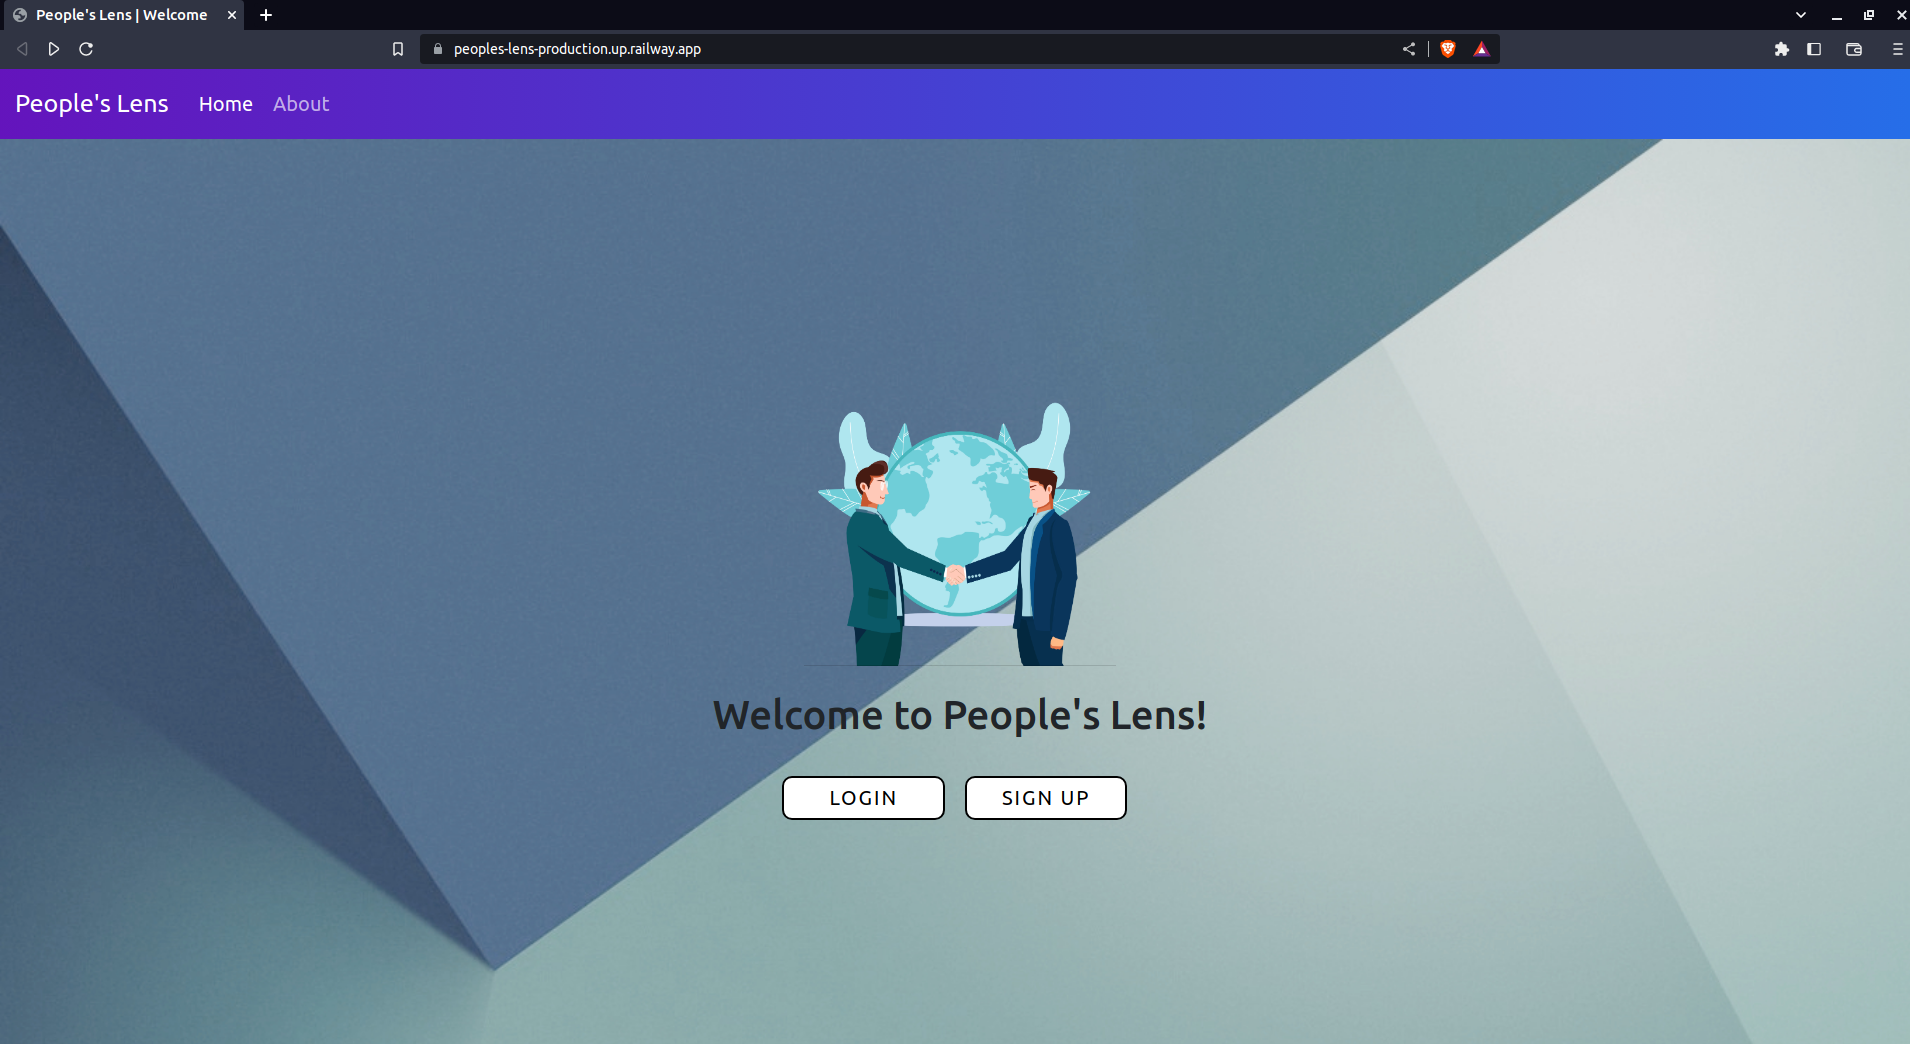 People's Lens | Welcome
peoples-lens-production.up.railway.app
People's Lens Home About
Welcome to People's Lens!
LOGIN SIGN UP